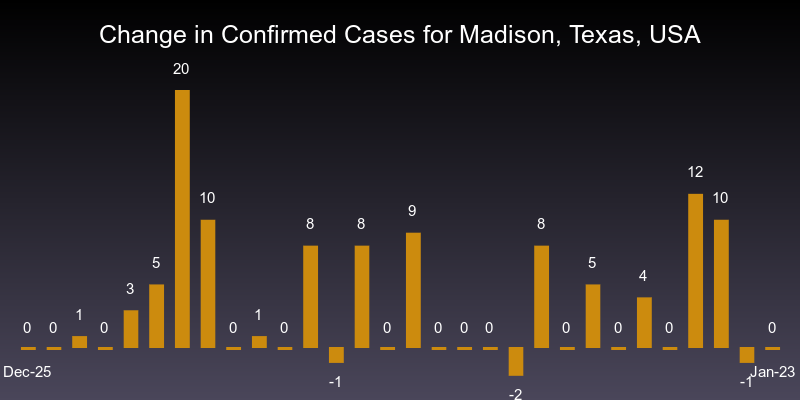 Change in Confirmed Cases for Madison, Texas, USA
0 0 1 0 3 5 20 10 0 1 0 8 -1 8 0 9 0 0 0 -2 8 0 5 0 4 0 12 10 -1 0
Dec-25 Jan-23